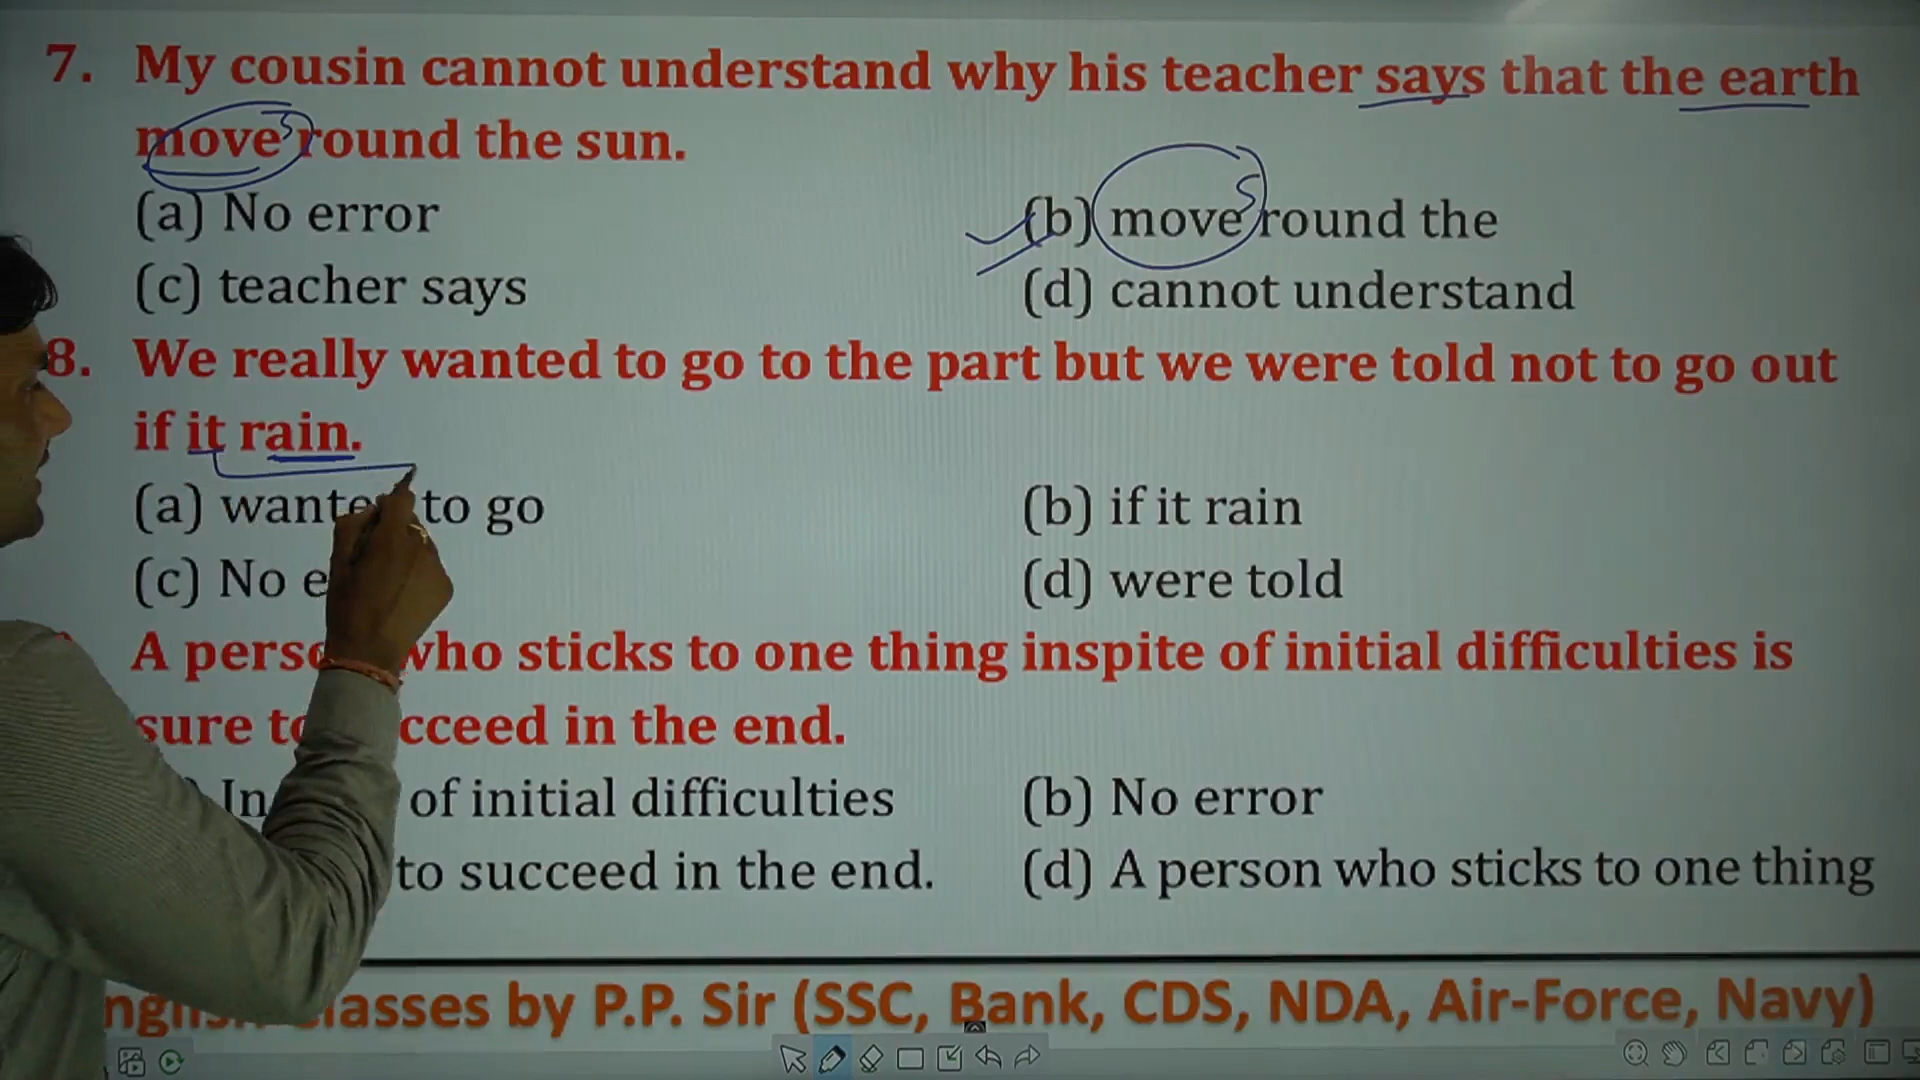 7. My cousin cannot understand why his teacher says that the earth
move s round the sun.
(a) No error (b) move s round the
(c) teacher says (d) cannot understand
8. We really wanted to go to the part but we were told not to go out
if it rain.
(a) to go (b) if it rain
(c) No (d) were told
A who sticks to one thing inspite of initial difficulties is
sure in the end.
of initial difficulties (b) No error
to succeed in the end. (d) A person who sticks to one thing
by P.P. Sir (SSC, Bank, CDS, NDA, Air-Force, Navy)